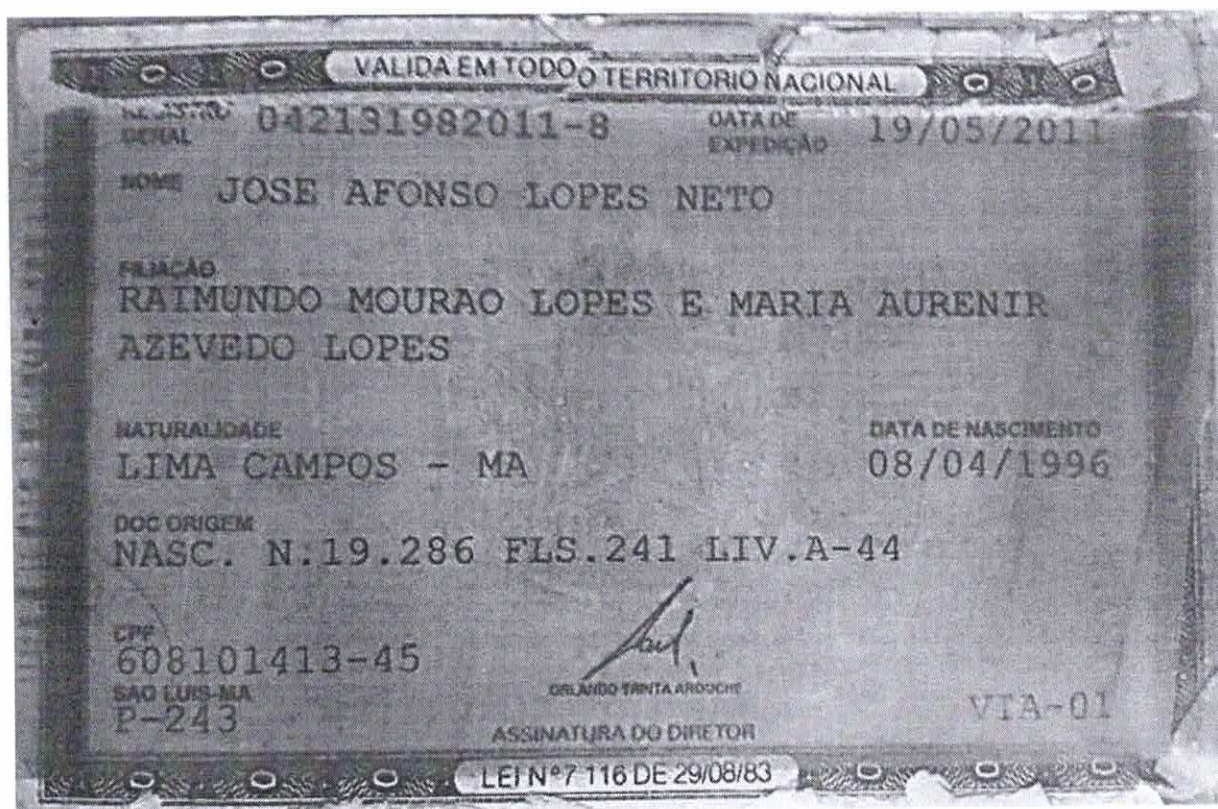 VALIDA EM TODO O TERRITORIO NACIONAL
REGISTRO GERAL 042131982011-8 DATA DE EXPEDIÇÃO 19/05/2011
NOME JOSE AFONSO LOPES NETO
FILIAÇÃO
RAIMUNDO MOURAO LOPES E MARIA AURENIR
AZEVEDO LOPES
NATURALIDADE DATA DE NASCIMENTO
LIMA CAMPOS - MA 08/04/1996
DOC ORIGEM
NASC. N:19.286 FLS.241 LIV.A-44
CPF
608101413-45
SAO LUIS-MA ORLANDO TRINTA AROUCHE
P-243 VIA-01
ASSINATURA DO DIRETOR
LEI Nº 7 116 DE 29/08/83